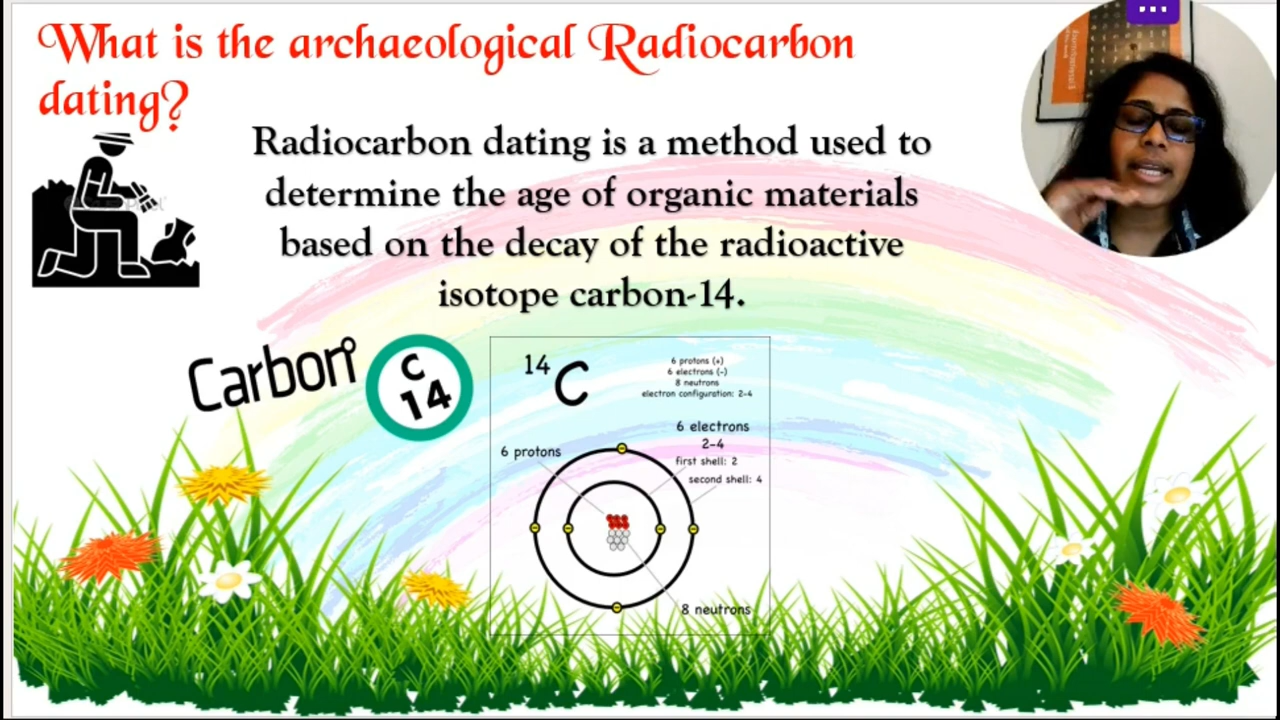 What is the archaeological Radiocarbon
dating?
Radiocarbon dating is a method used to
determine the age of organic materials
based on the decay of the radioactive
isotope carbon-14.
Carbon
C
14
14
C
6 protons (+)
6 electrons (-)
8 neutrons
electron configuration: 2-4
6 electrons
2-4
first shell: 2
second shell: 4
6 protons
8 neutrons